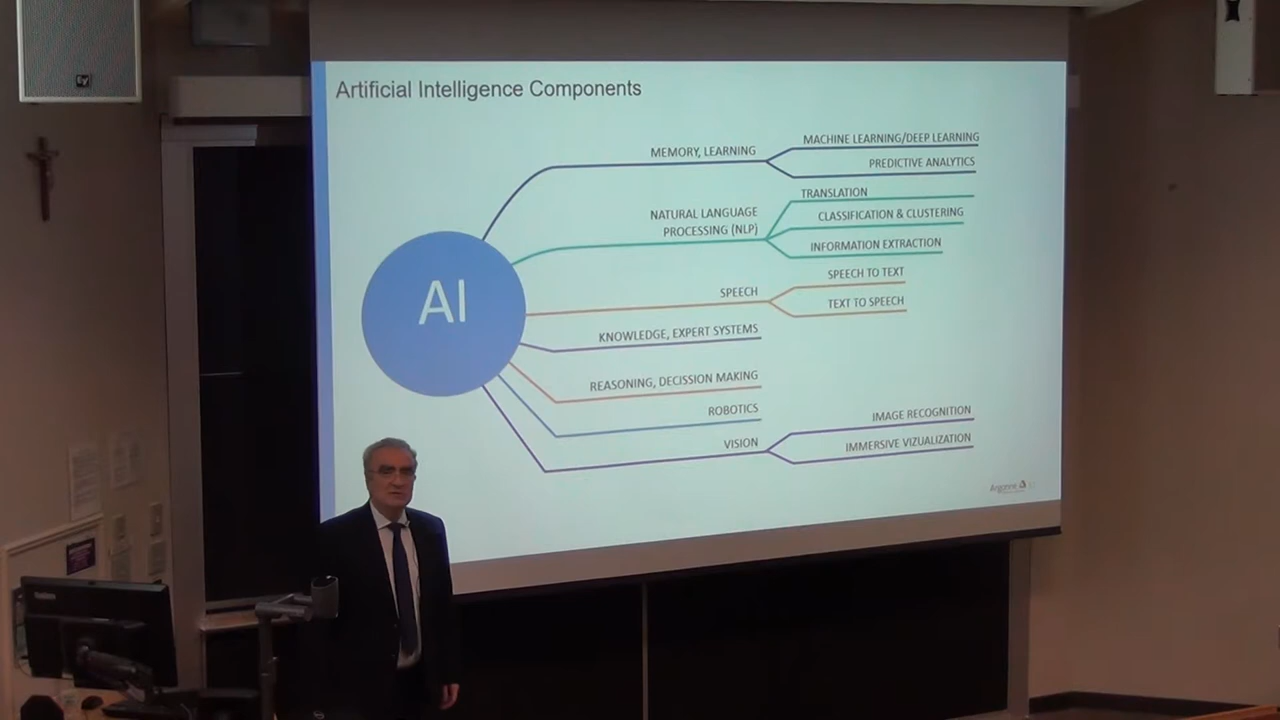 Artificial Intelligence Components
AI
MEMORY, LEARNING
MACHINE LEARNING/DEEP LEARNING
PREDICTIVE ANALYTICS
NATURAL LANGUAGE
PROCESSING (NLP)
TRANSLATION
CLASSIFICATION & CLUSTERING
INFORMATION EXTRACTION
SPEECH
SPEECH TO TEXT
TEXT TO SPEECH
KNOWLEDGE, EXPERT SYSTEMS
REASONING, DECISSION MAKING
ROBOTICS
VISION
IMAGE RECOGNITION
IMMERSIVE VIZUALIZATION
Argonne